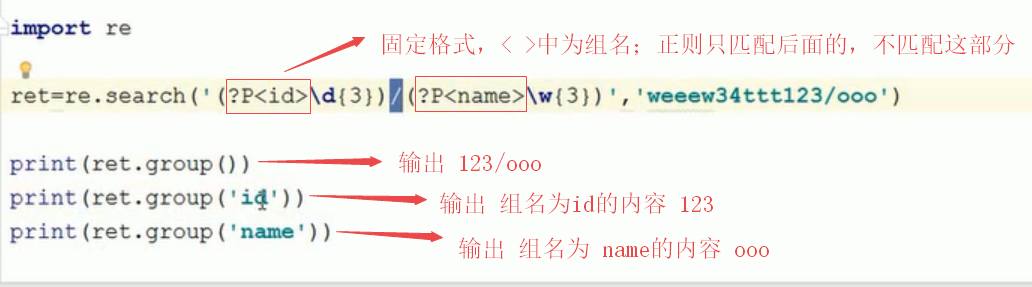 import re
固定格式，< >中为组名；正则只匹配后面的，不匹配这部分
ret=re.search('(?P<id>\d{3})/(?P<name>\w{3})','weeew34ttt123/ooo')
print(ret.group()) 输出 123/ooo
print(ret.group('id')) 输出 组名为id的内容 123
print(ret.group('name')) 输出 组名为 name的内容 ooo